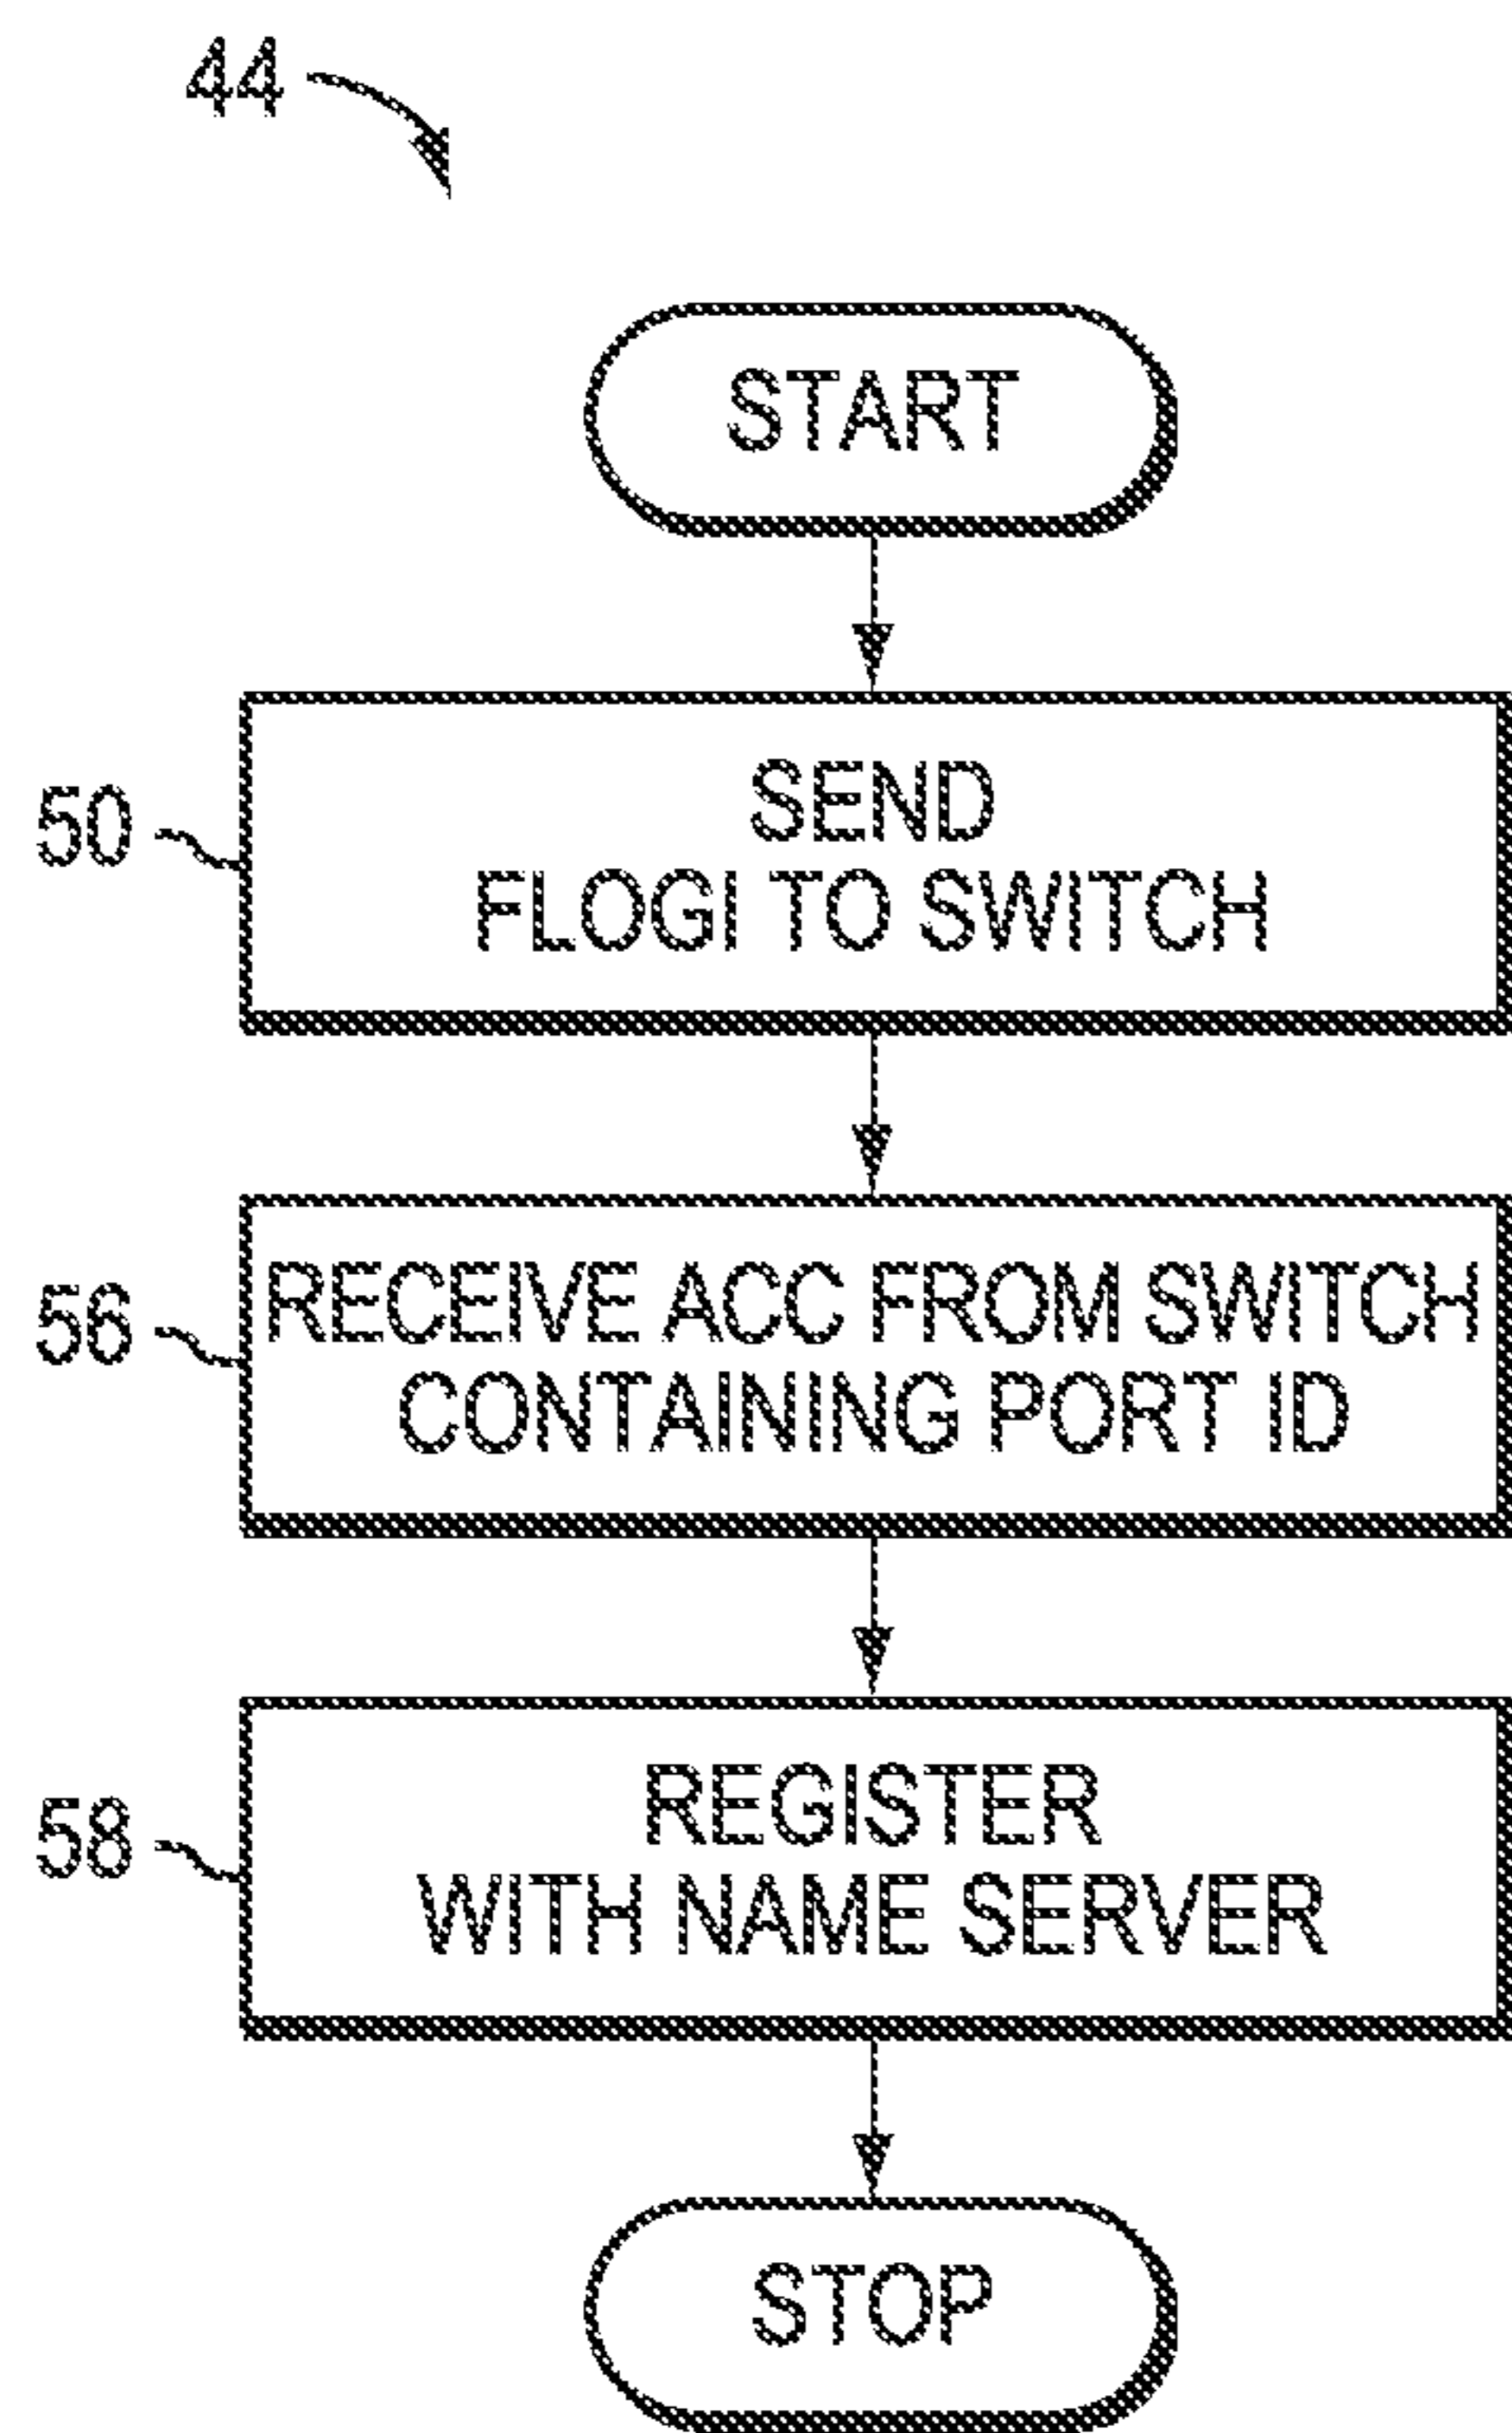 44
START
50
SEND
FLOGI TO SWITCH
56
RECEIVE ACC FROM SWITCH
CONTAINING PORT ID
58
REGISTER
WITH NAME SERVER
STOP